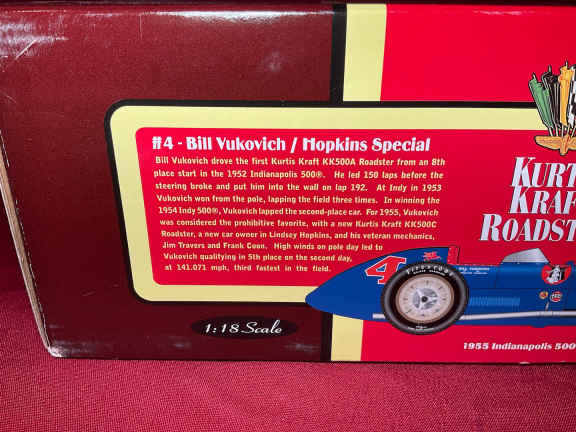 #4 - Bill Vukovich / Hopkins Special
Bill Vukovich drove the first Kurtis Kraft KK500A Roadster from an 8th
place start in the 1952 Indianapolis 500®. He led 150 laps before the
steering broke and put him into the wall on lap 192. At Indy in 1953
Vukovich won from the pole, lapping the field three times. In winning the
1954 Indy 500®, Vukovich lapped the second-place car. For 1955, Vukovich
was considered the prohibitive favorite, with a new Kurtis Kraft KK500C
Roadster, a new car owner in Lindsey Hopkins, and his veteran mechanics,
Jim Travers and Frank Coon. High winds on pole day led to
Vukovich qualifying in 5th place on the second day,
at 141.071 mph, third fastest in the field.
1:18 Scale
KURT
KRAF
ROADST
4
Firestone
1955 Indianapolis 500